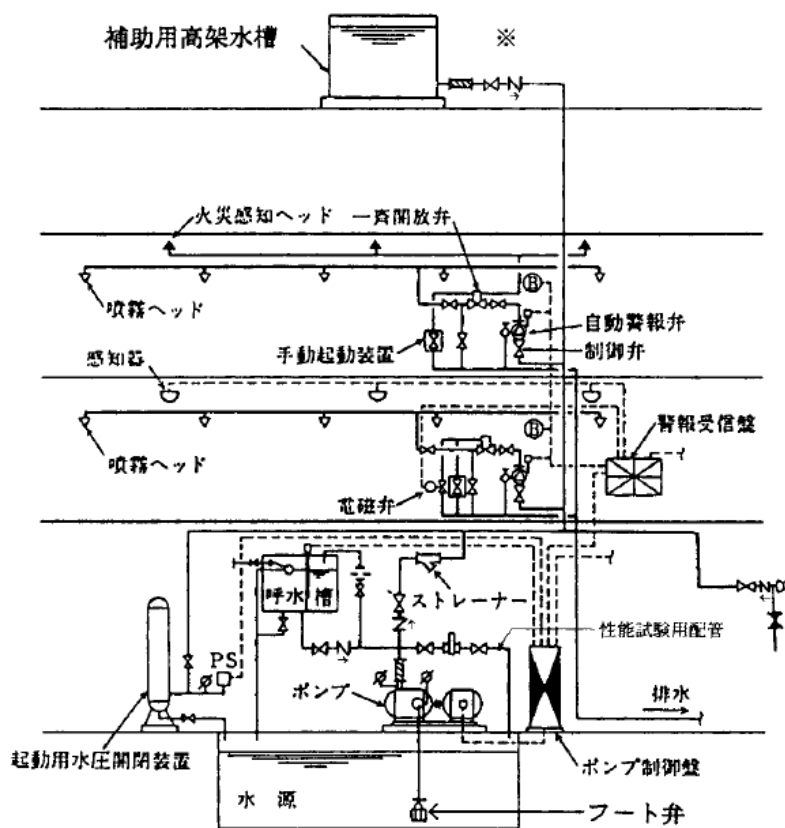 補助用高架水槽 ※
火災感知ヘッド 一斉開放弁
B
噴霧ヘッド
自動警報弁
手動起動装置
制御弁
感知器
B
警報受信盤
噴霧ヘッド
電磁弁
呼水槽
ストレーナー
性能試験用配管
PS
ポンプ
排水
起動用水圧開閉装置
ポンプ制御盤
水源
フート弁